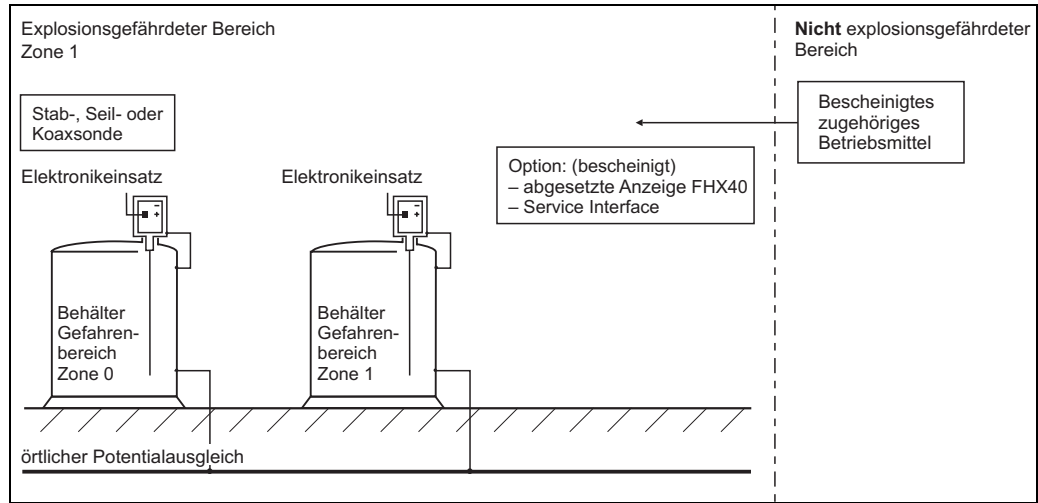 Explosionsgefährdeter Bereich
Zone 1
Nicht explosionsgefährdeter
Bereich
Stab-, Seil- oder
Koaxsonde
Bescheinigtes
zugehöriges
Betriebsmittel
Option: (bescheinigt)
– abgesetzte Anzeige FHX40
– Service Interface
Elektronikeinsatz
Elektronikeinsatz
– +
– +
Behälter
Gefahren-
bereich
Zone 0
Behälter
Gefahren-
bereich
Zone 1
örtlicher Potentialausgleich